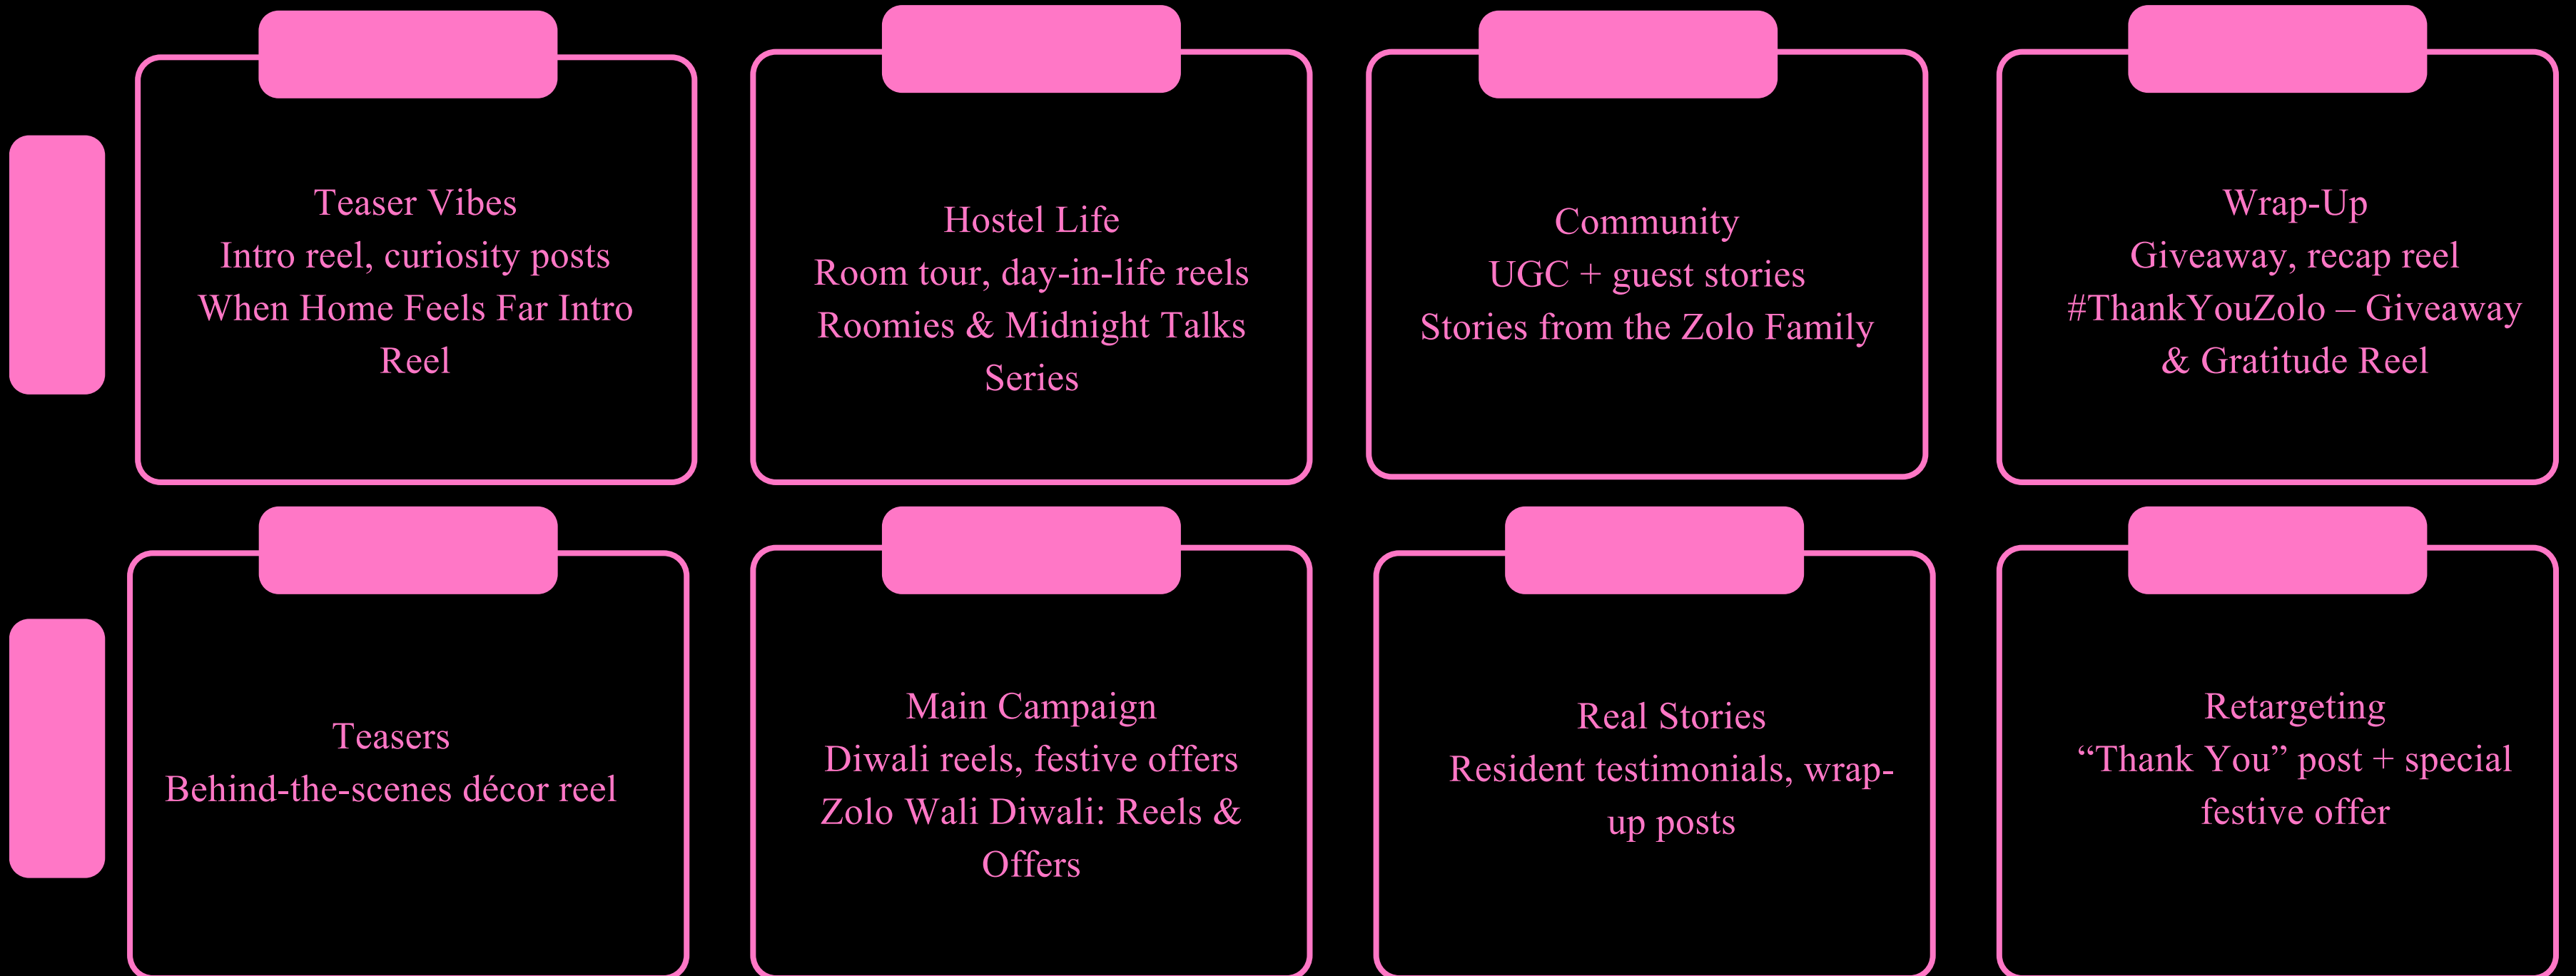 Teaser Vibes
Intro reel, curiosity posts
When Home Feels Far Intro
Reel
Hostel Life
Room tour, day-in-life reels
Roomies & Midnight Talks
Series
Community
UGC + guest stories
Stories from the Zolo Family
Wrap-Up
Giveaway, recap reel
#ThankYouZolo – Giveaway
& Gratitude Reel
Teasers
Behind-the-scenes décor reel
Main Campaign
Diwali reels, festive offers
Zolo Wali Diwali: Reels &
Offers
Real Stories
Resident testimonials, wrap-
up posts
Retargeting
“Thank You” post + special
festive offer